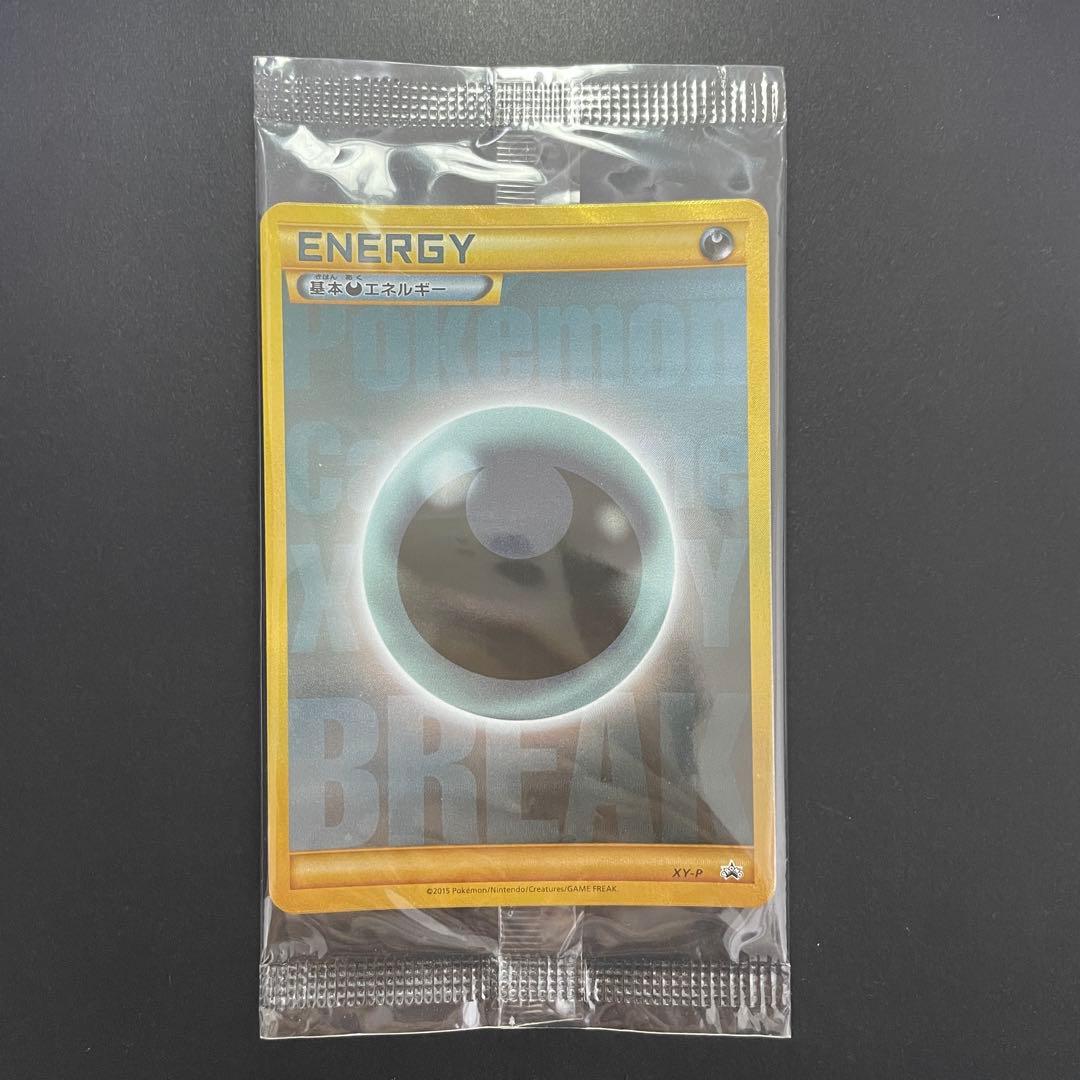 ENERGY
きほん あく
基本エネルギー
Pokémon
XY
BREAK
XY-P
©2015 Pokémon/Nintendo/Creatures/GAME FREAK.